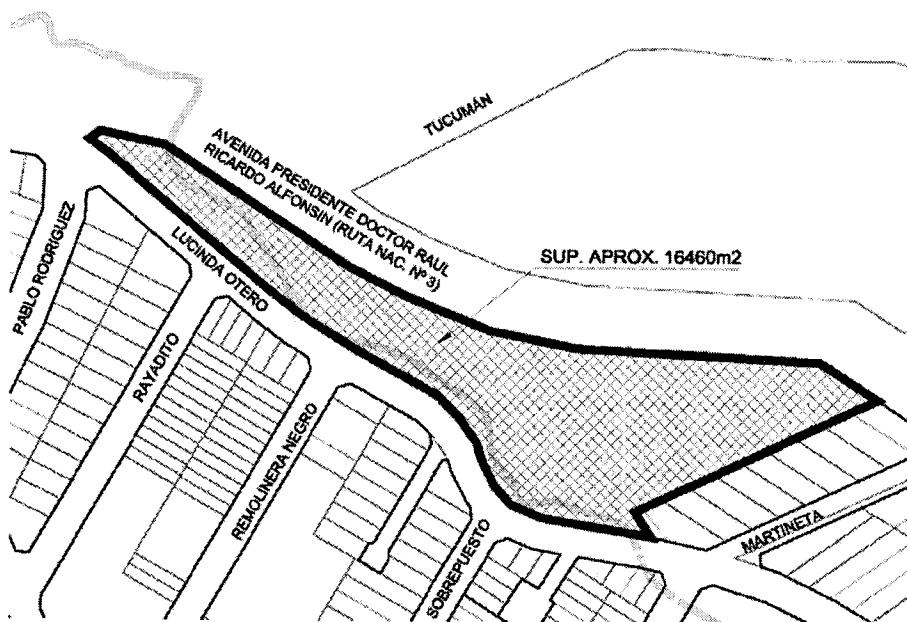 TUCUMÁN
AVENIDA PRESIDENTE DOCTOR RAUL
RICARDO ALFONSIN (RUTA NAC. Nº 3)
SUP. APROX. 16460m2
PABLO RODRIGUEZ
LUCINDA OTERO
RAYADITO
REMOLINERA NEGRO
SOBREPUESTO
MARTINETA